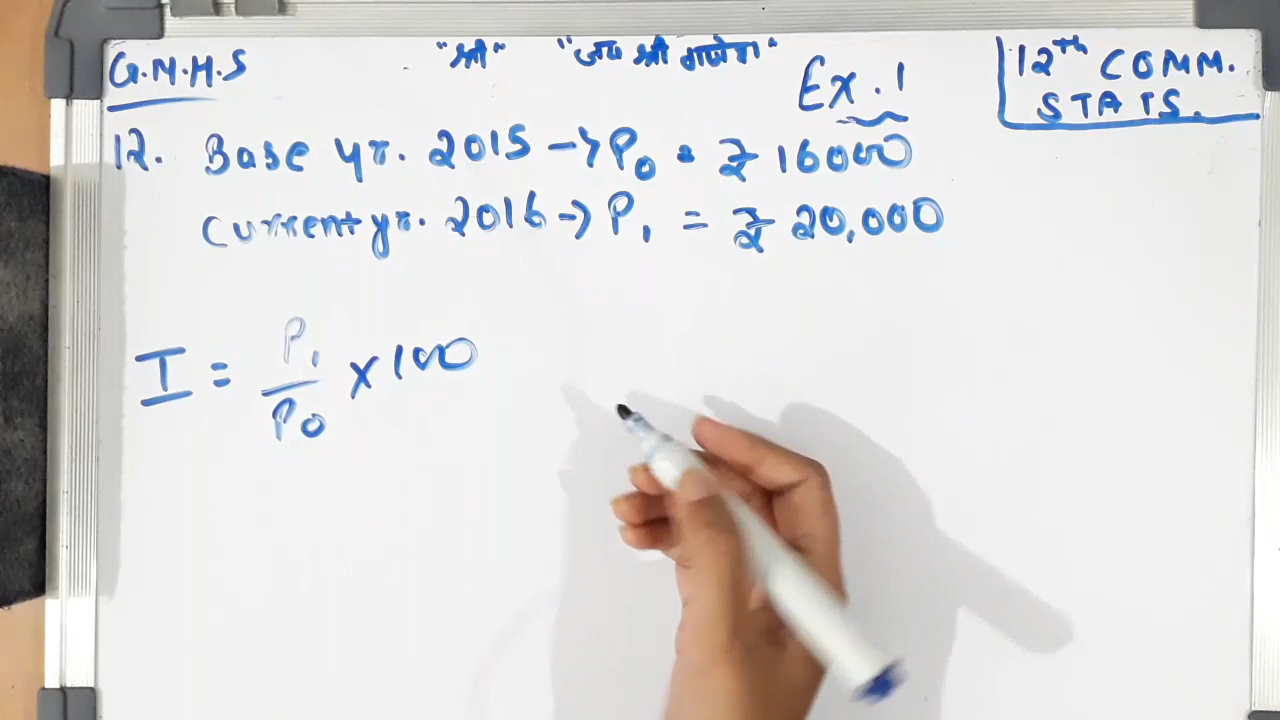 G.M.H.S
"श्री" "जय श्री गणेश"
Ex. 1
12th COMM.
STATS.
12. Base yr. 2015 → P0 = ₹ 16000
Current yr. 2016 → P1 = ₹ 20,000
I = P1/P0 × 100